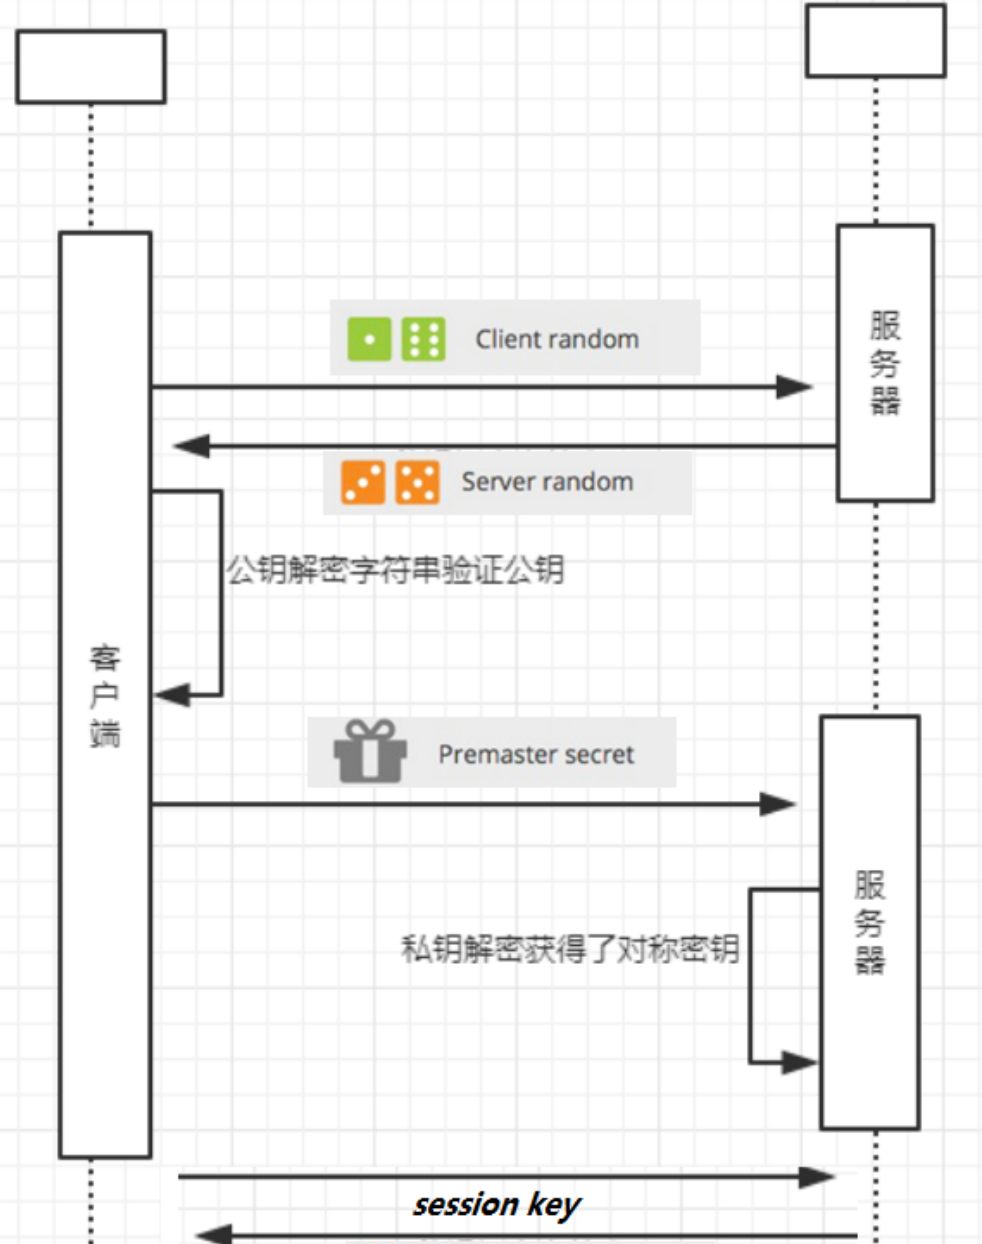 Client random
服务器
Server random
公钥解密字符串验证公钥
客户端
Premaster secret
服务器
私钥解密获得了对称密钥
session key